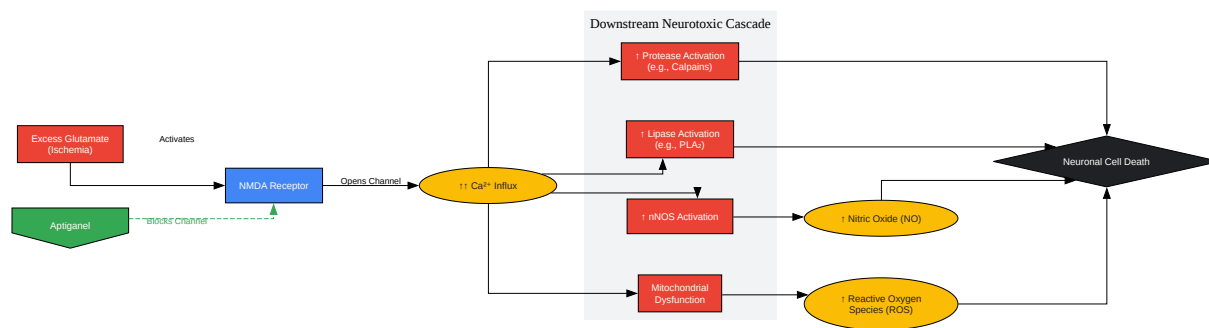 Downstream Neurotoxic Cascade
↑ Protease Activation
(e.g., Calpains)
Excess Glutamate
(Ischemia)
Activates
↑ Lipase Activation
(e.g., PLA₂)
Neuronal Cell Death
NMDA Receptor
Opens Channel
↑↑ Ca²⁺ Influx
Aptiganel
Blocks Channel
↑ nNOS Activation
↑ Nitric Oxide (NO)
Mitochondrial
Dysfunction
↑ Reactive Oxygen
Species (ROS)